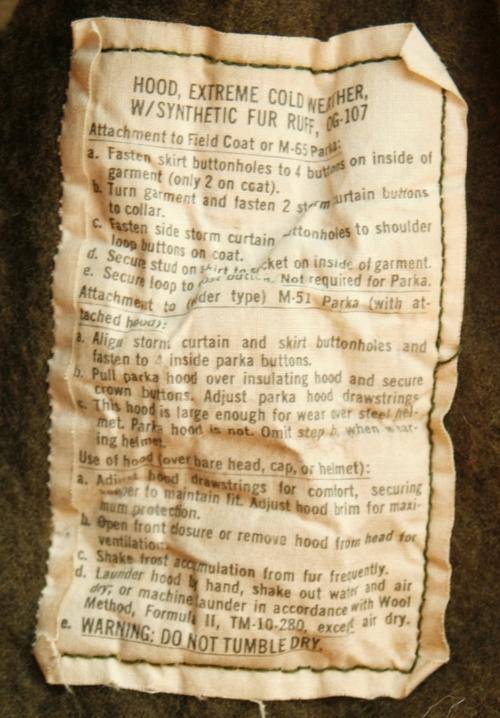 HOOD, EXTREME COLD WEATHER,
W/SYNTHETIC FUR RUFF, OG-107
Attachment to Field Coat or M-65 Parka:
a. Fasten skirt buttonholes to 4 buttons on inside of
garment (only 2 on coat).
b. Turn garment and fasten 2 storm curtain buttons
to collar.
c. Fasten side storm curtain buttonholes to shoulder
loop buttons on coat.
d. Secure stud on skirt to socket on inside of garment.
e. Secure loop to button. Not required for Parka.
Attachment to (older type) M-51 Parka (with at-
tached hood):
a. Align storm curtain and skirt buttonholes and
fasten to 4 inside parka buttons.
b. Pull parka hood over insulating hood and secure
crown buttons. Adjust parka hood drawstrings
c. This hood is large enough for wear over steel hel-
met. Parka hood is not. Omit step b, when wear-
ing helmet.
Use of hood (over bare head, cap, or helmet):
a. Adjust hood drawstrings for comfort, securing
keeper to maintain fit. Adjust hood brim for maxi-
mum protection.
b. Open front closure or remove hood from head for
ventilation.
c. Shake frost accumulation from fur frequently.
d. Launder hood by hand, shake out water and air
dry, or machine launder in accordance with Wool
Method, Formula II, TM-10-280, except air dry.
e. WARNING: DO NOT TUMBLE DRY.